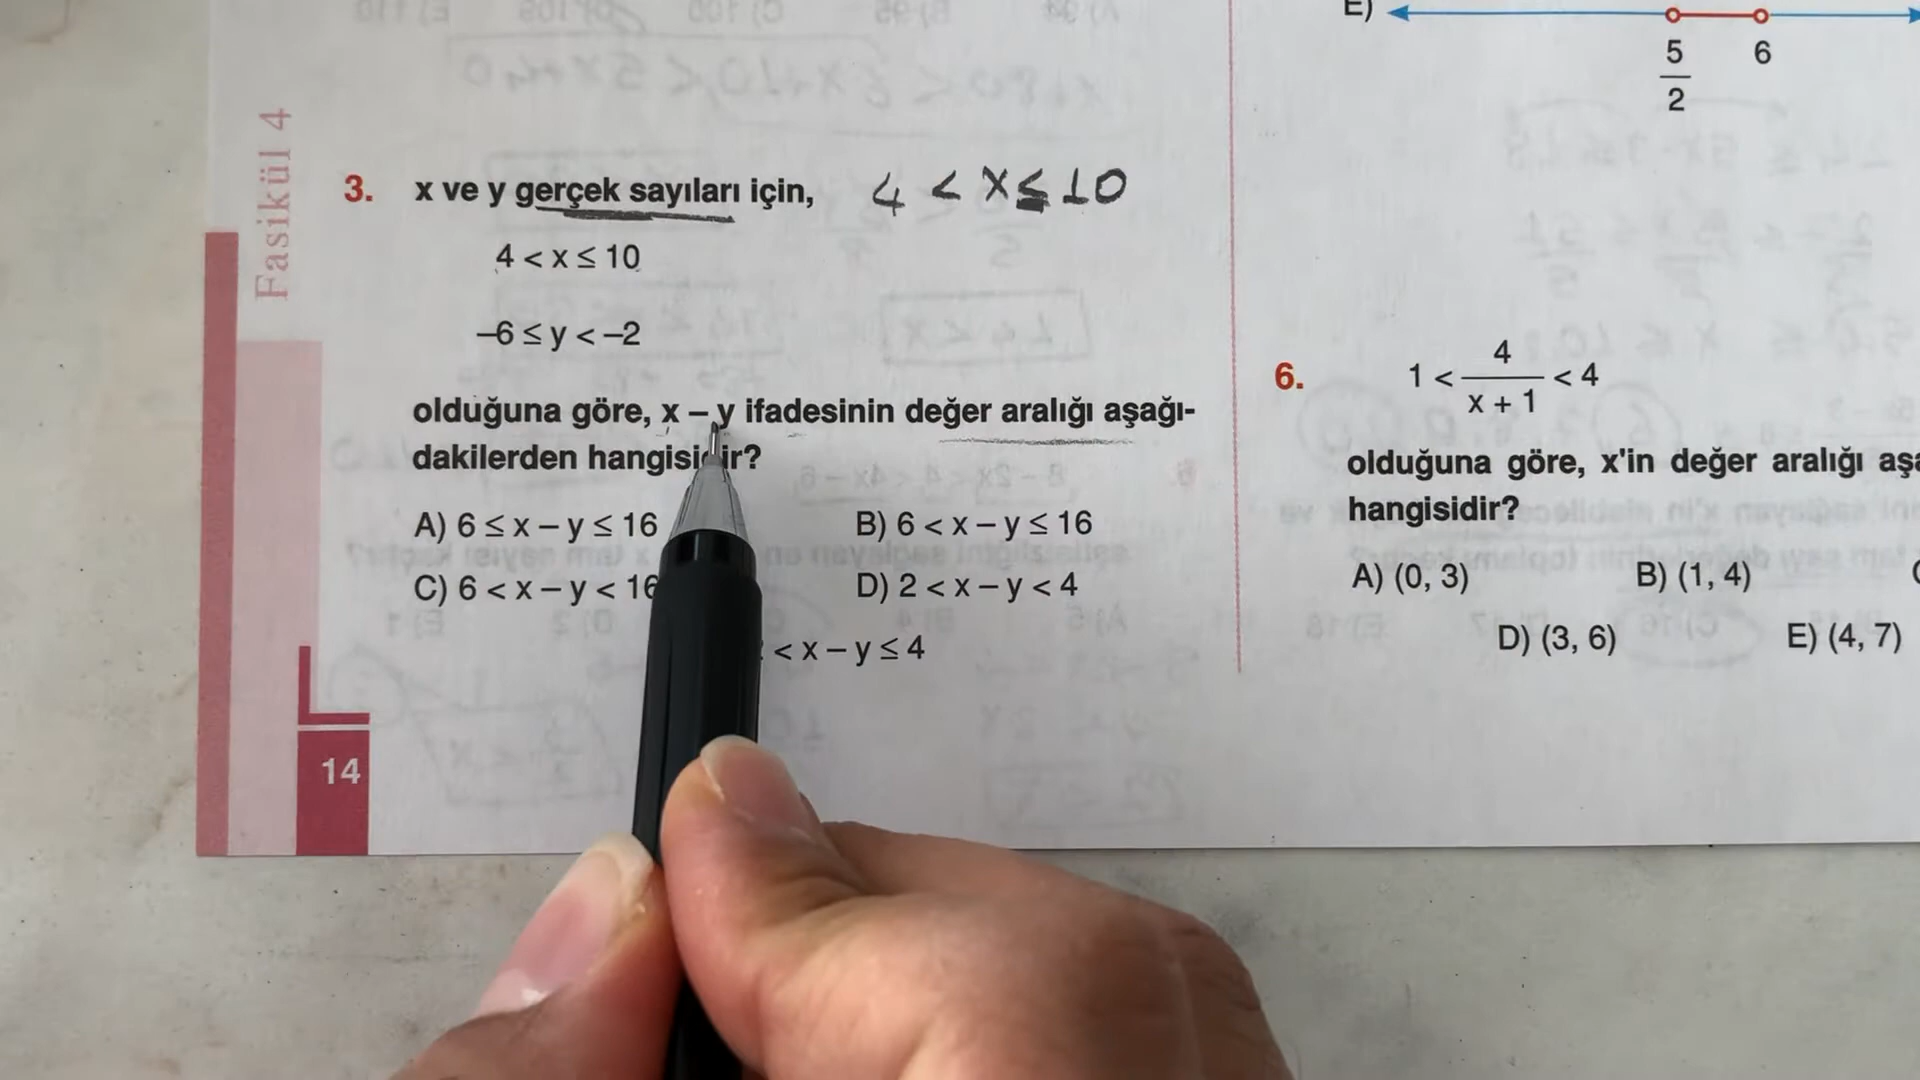 Fasikül 4
3. x ve y gerçek sayıları için, 4 < x ≤ 10
4 < x ≤ 10
–6 ≤ y < –2
olduğuna göre, x – y ifadesinin değer aralığı aşağı-
dakilerden hangisidir?
A) 6 ≤ x – y ≤ 16 B) 6 < x – y ≤ 16
C) 6 < x – y < 16 D) 2 < x – y < 4
< x – y ≤ 4
14
E)
5/2 6
6. 1 < 4/(x + 1) < 4
olduğuna göre, x'in değer aralığı
hangisidir?
A) (0, 3) B) (1, 4)
D) (3, 6) E) (4, 7)